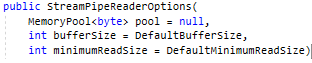 public StreamPipeReaderOptions(
MemoryPool<byte> pool = null,
int bufferSize = DefaultBufferSize,
int minimumReadSize = DefaultMinimumReadSize)